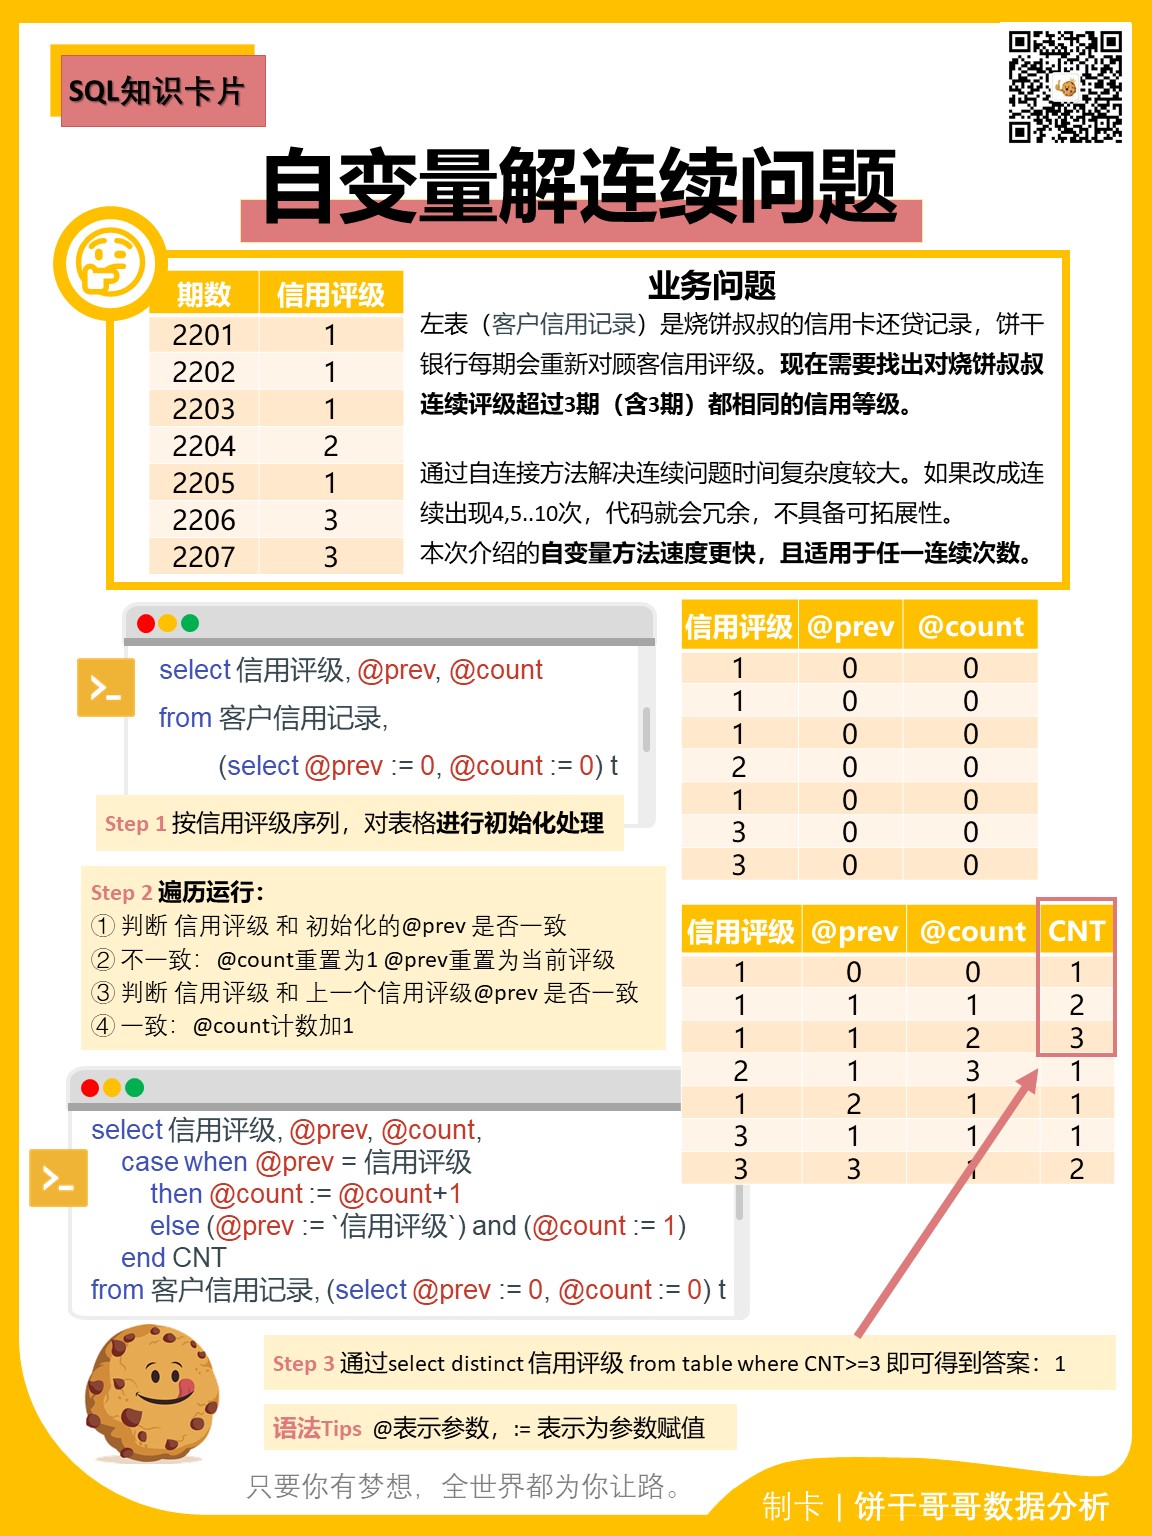 SQL知识卡片
自变量解连续问题
期数 信用评级
2201 1
2202 1
2203 1
2204 2
2205 1
2206 3
2207 3
业务问题
左表（客户信用记录）是烧饼叔叔的信用卡还贷记录，饼干
银行每期会重新对顾客信用评级。现在需要找出对烧饼叔叔
连续评级超过3期（含3期）都相同的信用等级。
通过自连接方法解决连续问题时间复杂度较大。如果改成连
续出现4,5..10次，代码就会冗余，不具备可拓展性。
本次介绍的自变量方法速度更快，且适用于任一连续次数。
select 信用评级, @prev, @count
from 客户信用记录,
(select @prev := 0, @count := 0) t
Step 1 按信用评级序列，对表格进行初始化处理
信用评级 @prev @count
1 0 0
1 0 0
1 0 0
2 0 0
1 0 0
3 0 0
3 0 0
Step 2 遍历运行：
① 判断 信用评级 和 初始化的@prev 是否一致
② 不一致：@count重置为1 @prev重置为当前评级
③ 判断 信用评级 和 上一个信用评级@prev 是否一致
④ 一致：@count计数加1
信用评级 @prev @count CNT
1 0 0 1
1 1 1 2
1 1 2 3
2 1 3 1
1 2 1 1
3 1 1 1
3 3 1 2
select 信用评级, @prev, @count,
case when @prev = 信用评级
then @count := @count+1
else (@prev := `信用评级`) and (@count := 1)
end CNT
from 客户信用记录, (select @prev := 0, @count := 0) t
Step 3 通过select distinct 信用评级 from table where CNT>=3 即可得到答案：1
语法Tips @表示参数，:= 表示为参数赋值
只要你有梦想，全世界都为你让路。
制卡 | 饼干哥哥数据分析